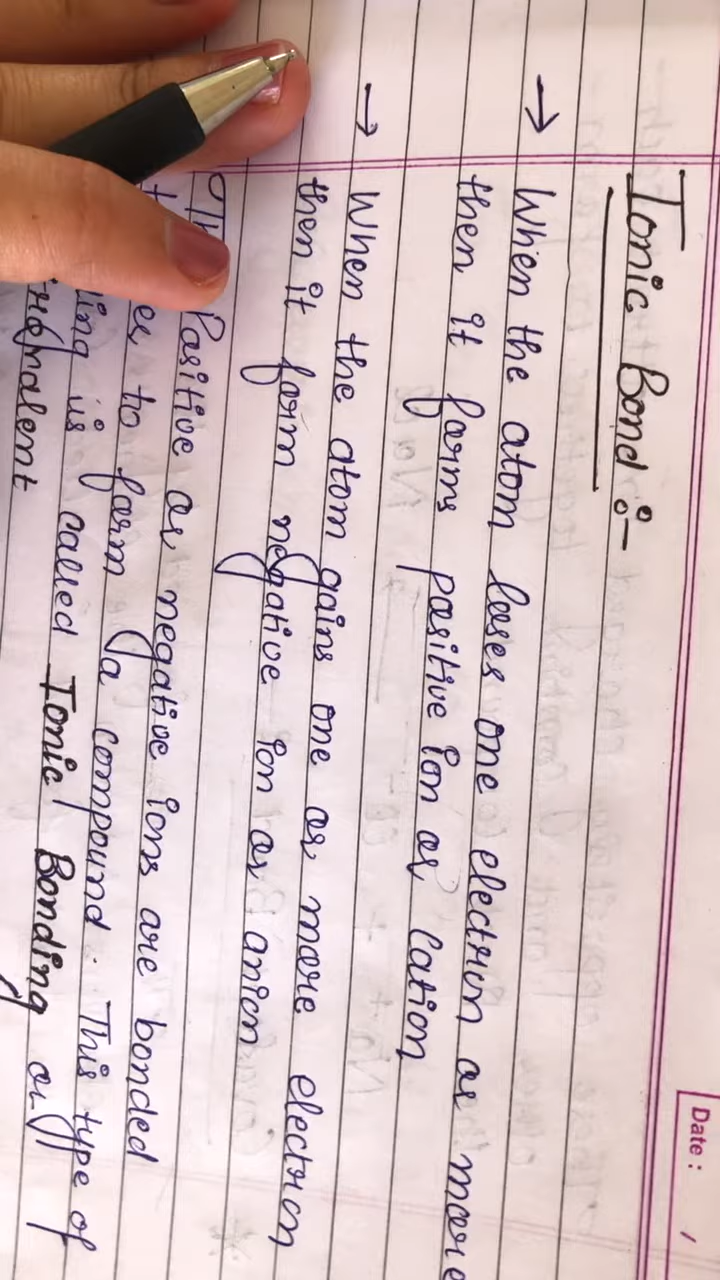 Date: /
Ionic Bond :-
→ When the atom loses one electron or more
then it forms positive ion or cation
→ When the atom gains one or more electron
then it form negative ion or anion
Positive or negative ions are bonded
to form a compound. This type of
is called Ionic Bonding or